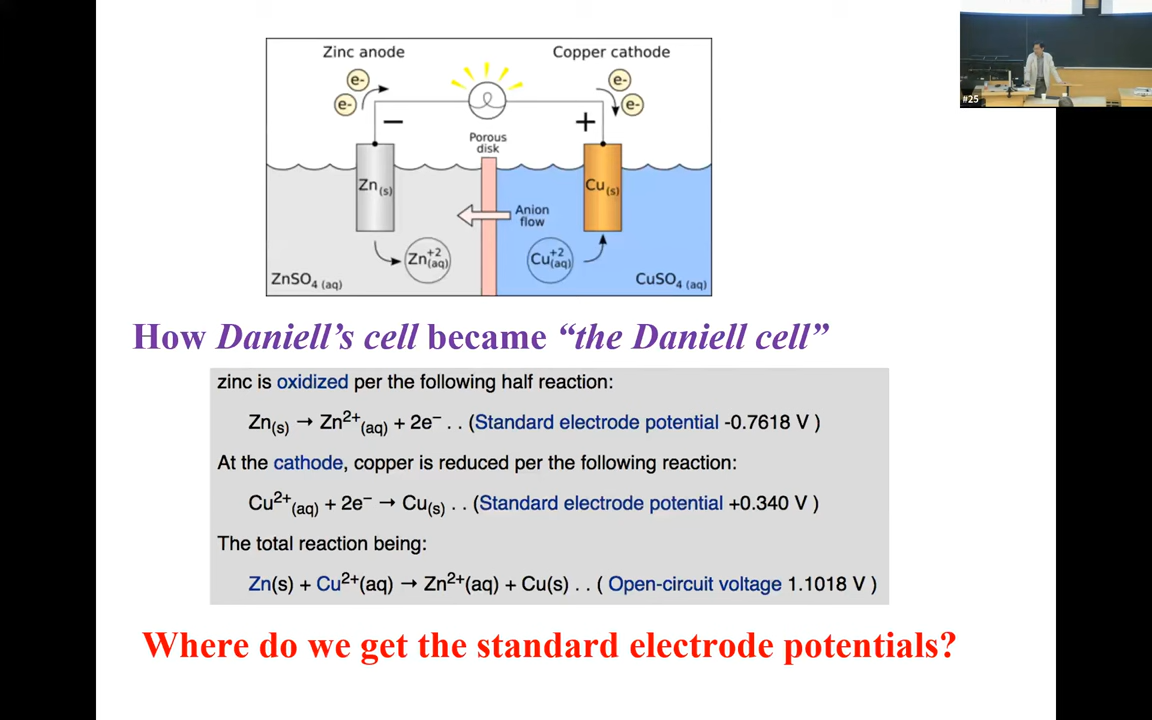 Zinc anode
Copper cathode
e-
e-
e-
e-
−
+
Porous
disk
Zn(s)
Cu(s)
Anion
flow
Zn+2(aq)
Cu+2(aq)
ZnSO4 (aq)
CuSO4 (aq)
#25
How Daniell’s cell became “the Daniell cell”
zinc is oxidized per the following half reaction:
Zn(s) → Zn2+(aq) + 2e− . . (Standard electrode potential -0.7618 V )
At the cathode, copper is reduced per the following reaction:
Cu2+(aq) + 2e− → Cu(s) . . (Standard electrode potential +0.340 V )
The total reaction being:
Zn(s) + Cu2+(aq) → Zn2+(aq) + Cu(s) . . ( Open-circuit voltage 1.1018 V )
Where do we get the standard electrode potentials?